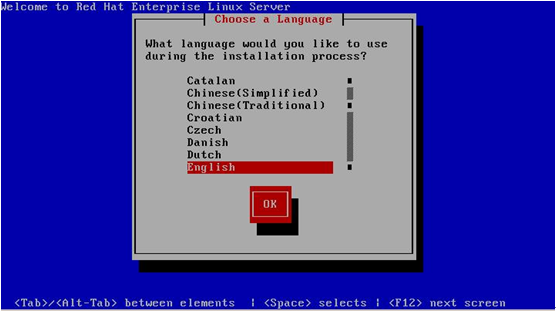 Welcome to Red Hat Enterprise Linux Server
Choose a Language
What language would you like to use
during the installation process?
Catalan
Chinese(Simplified)
Chinese(Traditional)
Croatian
Czech
Danish
Dutch
English
OK
<Tab>/<Alt-Tab> between elements | <Space> selects | <F12> next screen